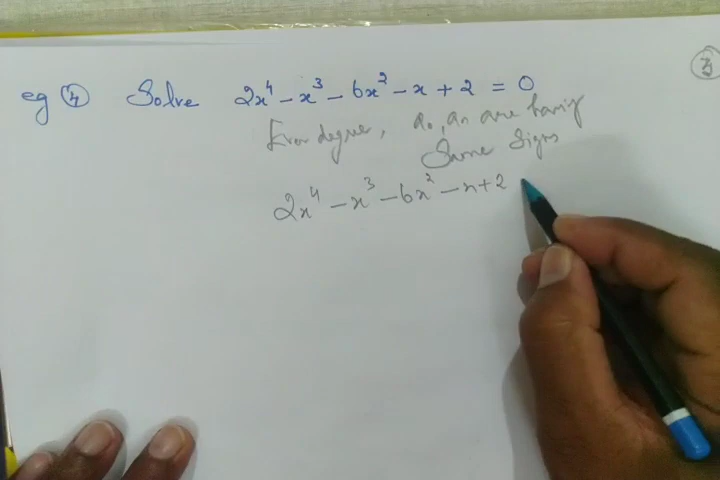 ③
eg ④ Solve 2x⁴ - x³ - 6x² - x + 2 = 0
Even degree, a₀, aₙ are having
Same Signs
2x⁴ - x³ - 6x² - x + 2